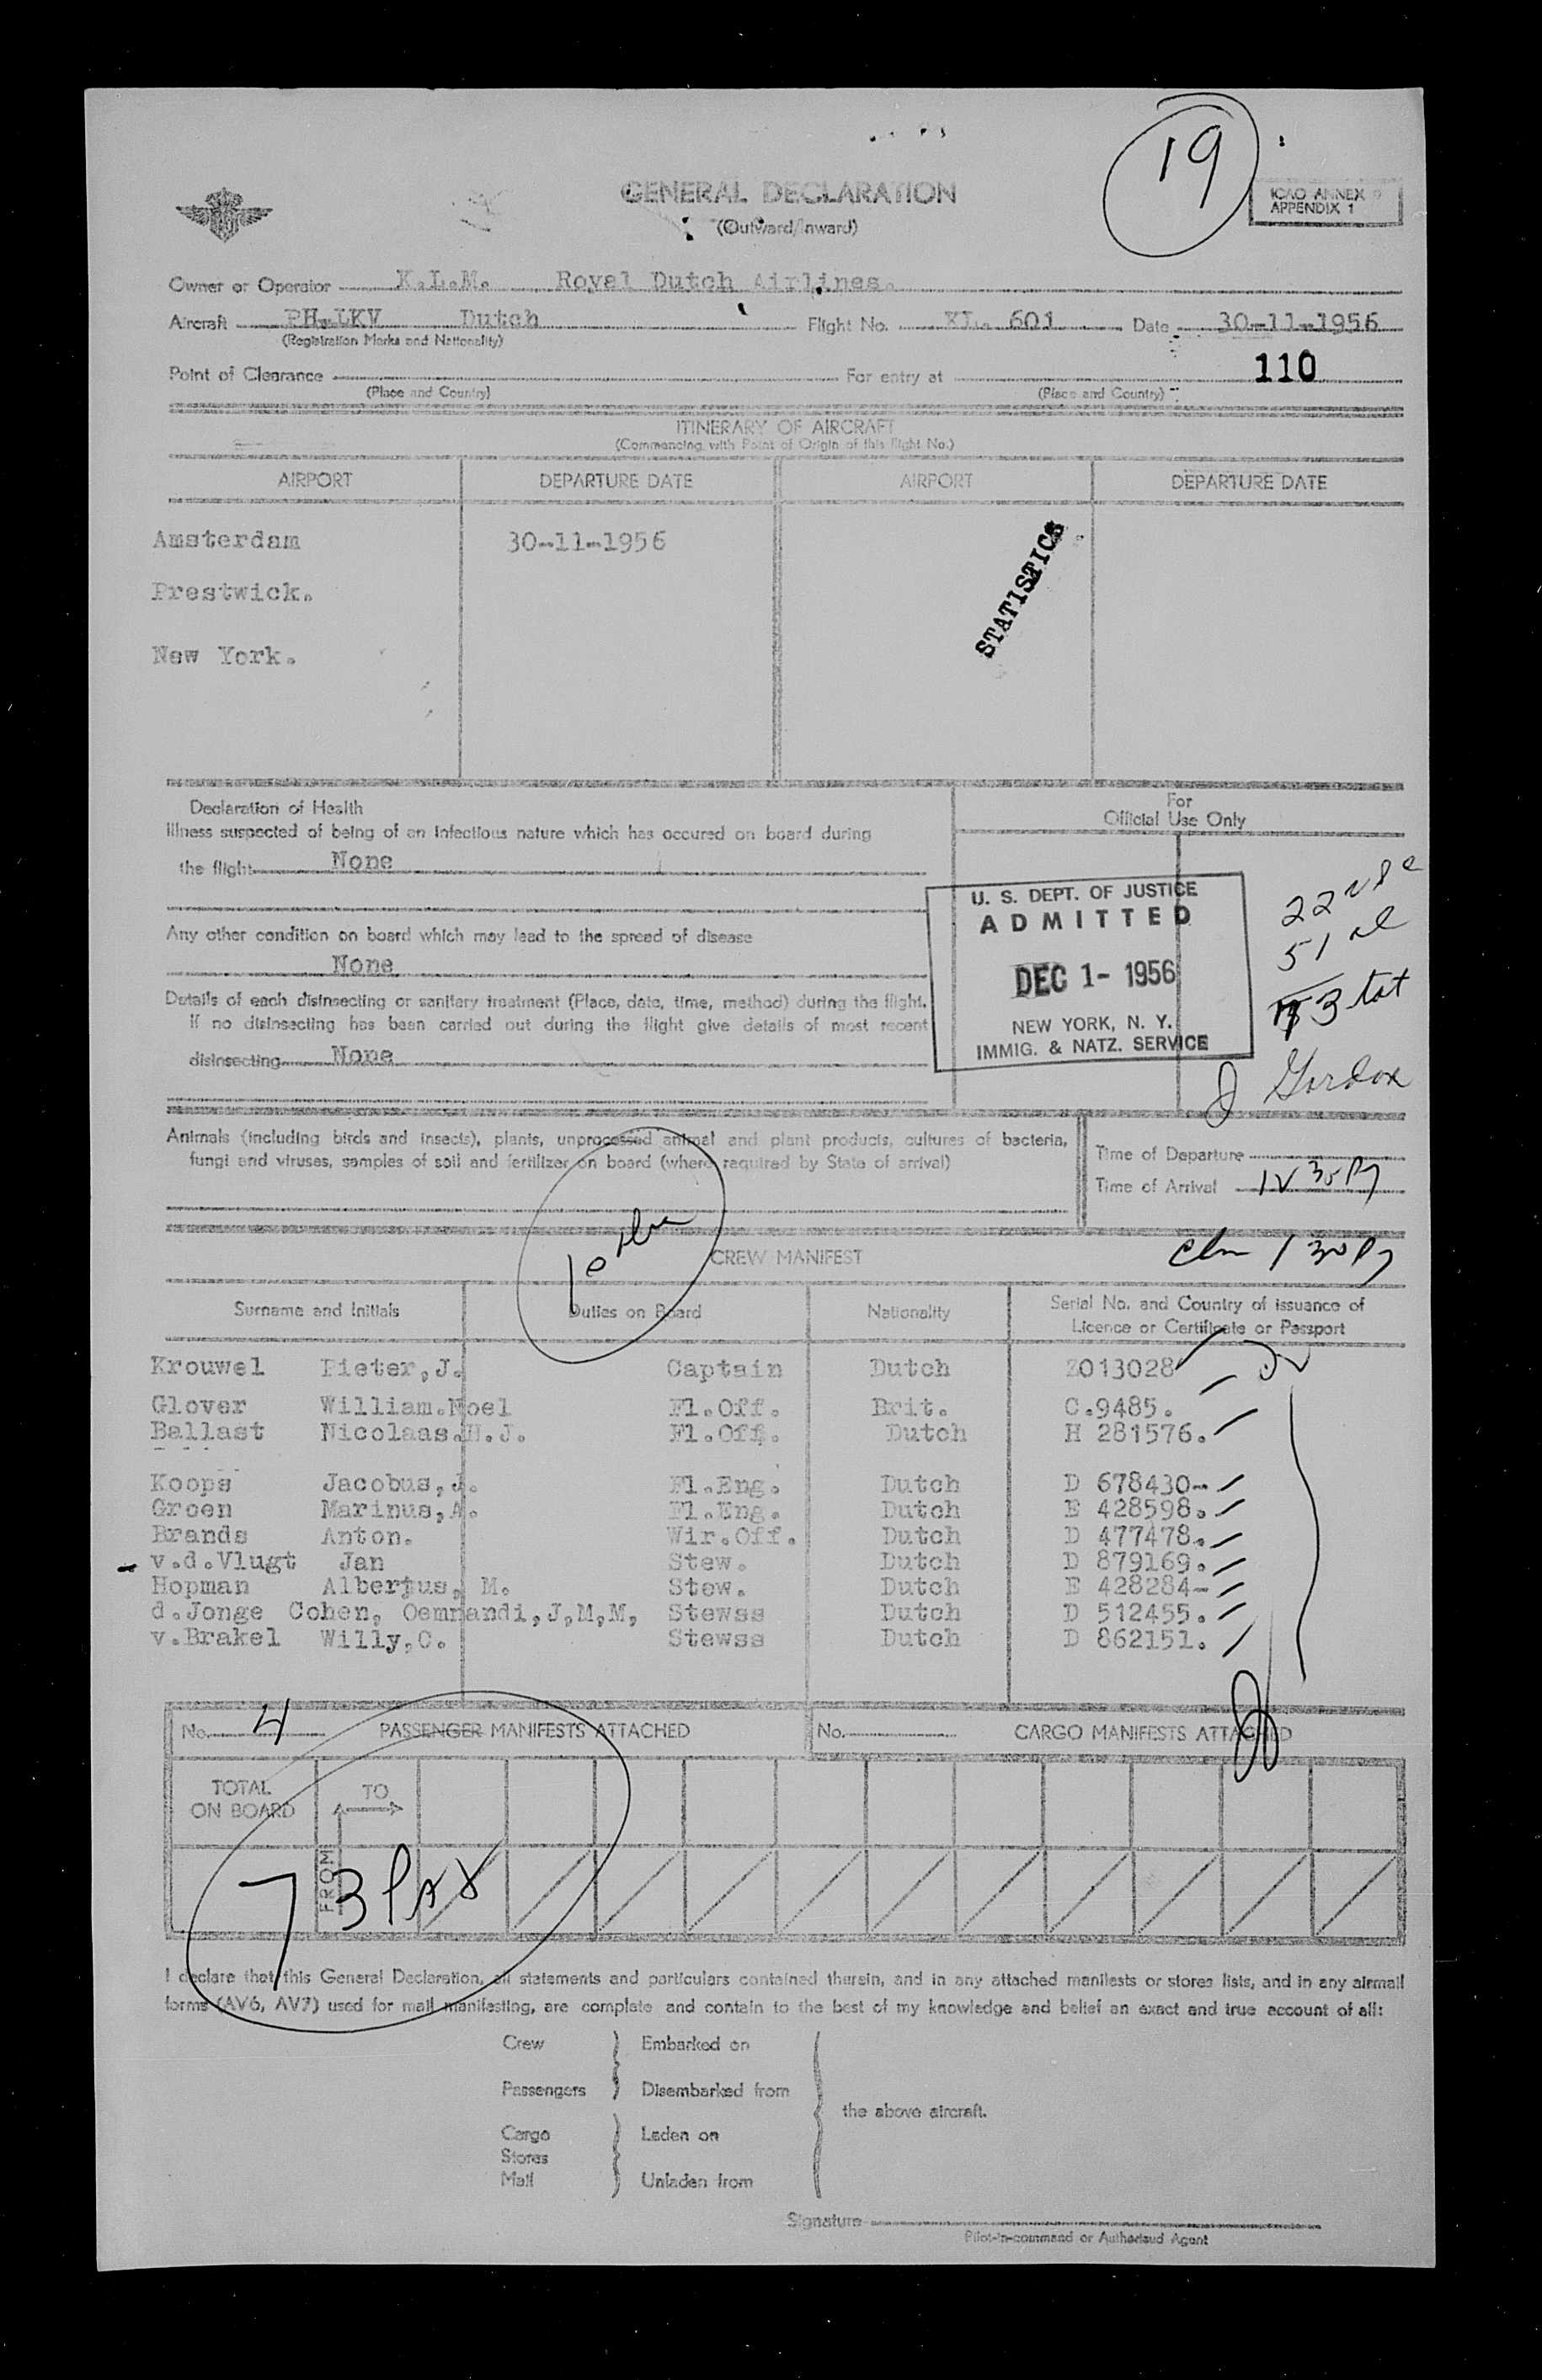 19
GENERAL DECLARATION
(Outward/Inward)
ICAO ANNEX 9
APPENDIX 1
Owner or Operator K.L.M. Royal Dutch Airlines.
Aircraft PH-LKV Dutch Flight No. KL. 601 Date 30-11-1956
(Registration Marks and Nationality)
110
Point of Clearance For entry at
(Place and Country) (Place and Country)
ITINERARY OF AIRCRAFT
(Commencing with Point of Origin of this flight No.)
AIRPORT DEPARTURE DATE AIRPORT DEPARTURE DATE
Amsterdam 30-11-1956
Prestwick.
New York.
STATISTICS
Declaration of Health
Illness suspected of being of an infectious nature which has occured on board during
the flight None
Any other condition on board which may lead to the spread of disease
None
Details of each disinsecting or sanitary treatment (Place, date, time, method) during the flight.
If no disinsecting has been carried out during the flight give details of most recent
disinsecting None
For
Official Use Only
U. S. DEPT. OF JUSTICE
ADMITTED
DEC 1- 1956
NEW YORK, N. Y.
IMMIG. & NATZ. SERVICE
22
51
73 tot
Animals (including birds and insects), plants, unprocessed animal and plant products, cultures of bacteria,
fungi and viruses, samples of soil and fertilizer on board (where required by State of arrival)
Time of Departure
Time of Arrival
CREW MANIFEST
Surname and Initials Duties on Board Nationality Serial No. and Country of issuance of
Licence or Certificate or Passport
Krouwel Pieter,J. Captain Dutch Z013028
Glover William.Noel Fl.Off. Brit. C.9485.
Ballast Nicolaas.H.J. Fl.Off. Dutch H 281576.
Koops Jacobus,J. Fl.Eng. Dutch D 678430-
Groen Marinus,A. Fl.Eng. Dutch E 428598.
Brands Anton. Wir.Off. Dutch D 477478.
v.d.Vlugt Jan Stew. Dutch D 879169.
Hopman Albertus, M. Stew. Dutch E 428284-
d.Jonge Cohen, Oemnandi,J,M,M, Stewss Dutch D 512455.
v.Brakel Willy,C. Stewss Dutch D 862151.
No. 4 PASSENGER MANIFESTS ATTACHED No. CARGO MANIFESTS ATTACHED
TOTAL
ON BOARD
TO
FROM
73 Pax
I declare that this General Declaration, all statements and particulars contained therein, and in any attached manifests or stores lists, and in any airmail
forms (AV6, AV7) used for mail manifesting, are complete and contain to the best of my knowledge and belief an exact and true account of all:
Crew Embarked on
Passengers Disembarked from
the above aircraft.
Cargo Laden on
Stores
Mail Unladen from
Signature
Pilot-in-command or Authorised Agent